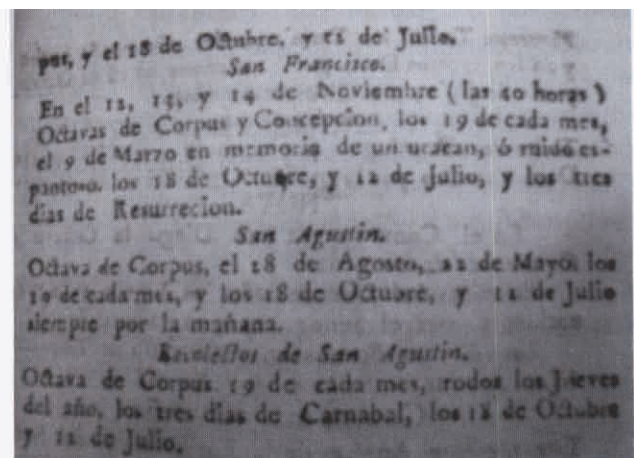 pus, y el 18 de Octubre, y 12 de Julio.
San Francisco.
En el 12, 13, y 14 de Noviembre (las 40 horas)
Octavas de Corpus y Concepcion, los 19 de cada mes,
el 9 de Marzo en memoria de un uracan, ó ruido es-
pantoso, los 18 de Octubre, y 12 de Julio, y los tres
dias de Resurrecion.
San Agustin.
Octava de Corpus, el 28 de Agosto, 22 de Mayo, los
19 de cada mes, y los 18 de Octubre, y 12 de Julio
siempre por la mañana.
Recoletos de San Agustin.
Octava de Corpus 19 de cada mes, todos los Jueves
del año, los tres dias de Carnabal, los 18 de Octubre
y 12 de Julio.